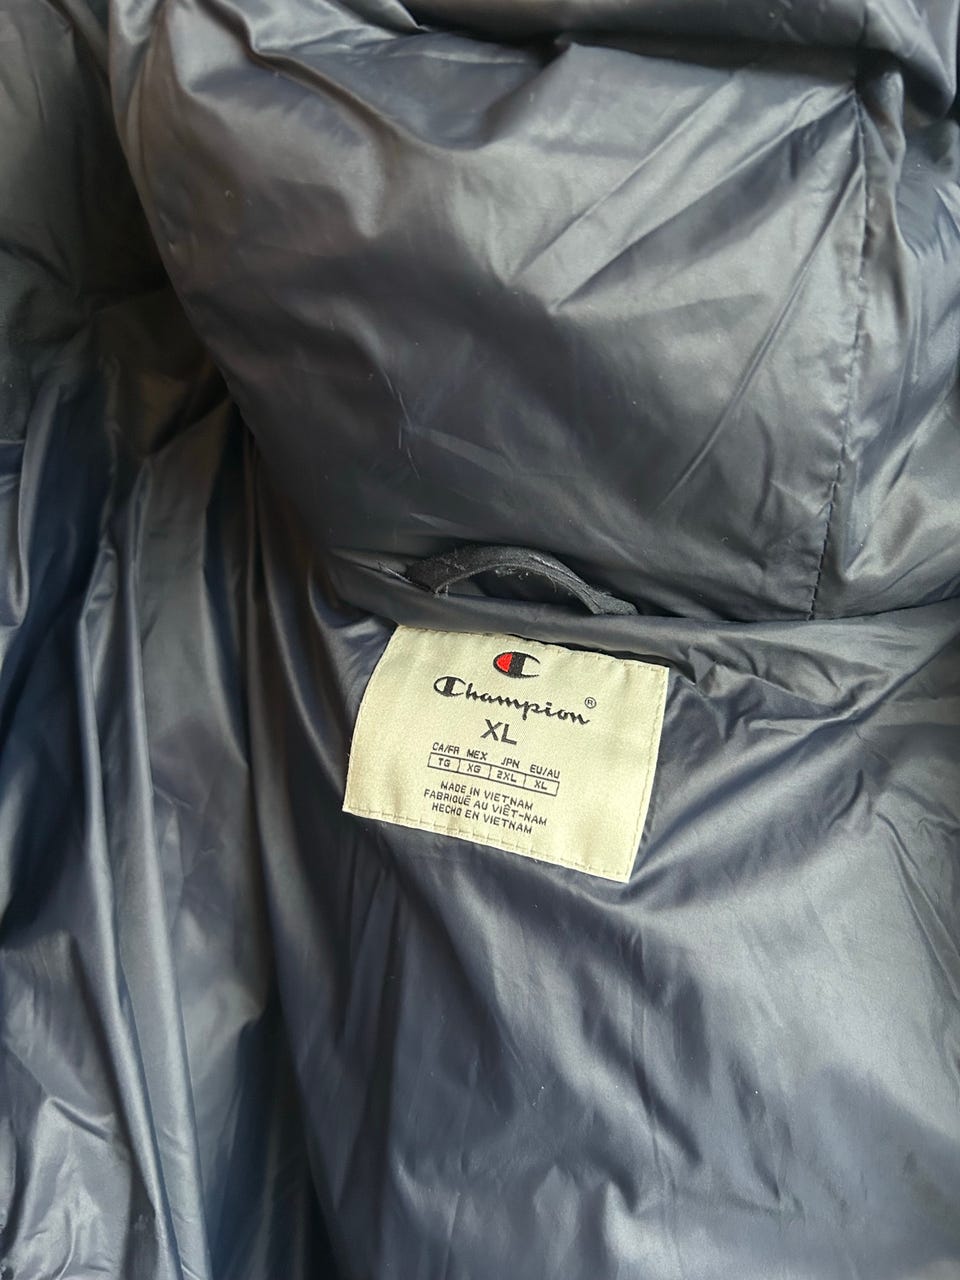 Champion®
XL
CA/FR MEX JPN EU/AU
TG XG 2XL XL
MADE IN VIETNAM
FABRIQUÉ AU VIÊT-NAM
HECHO EN VIETNAM